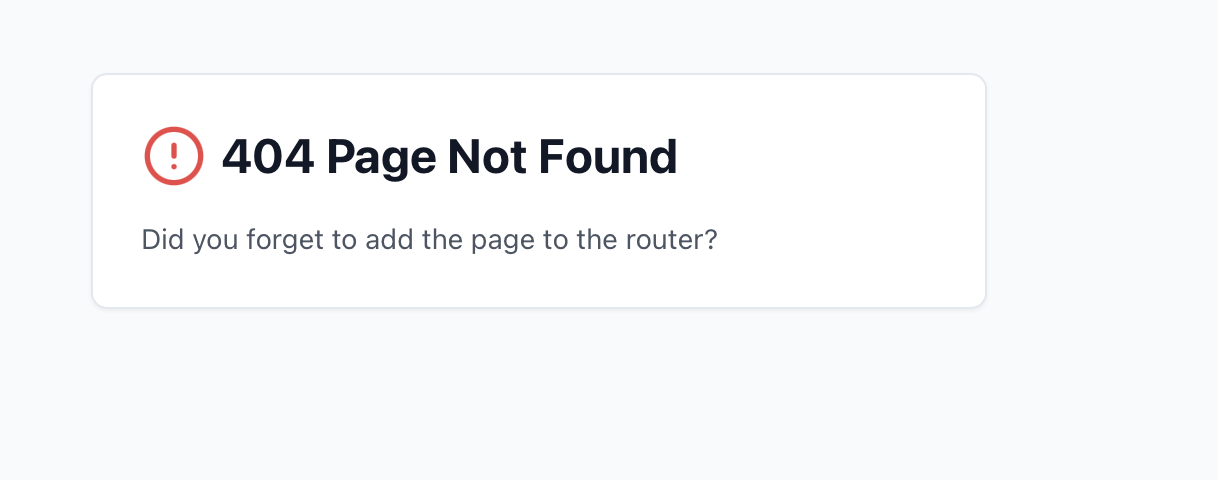 404 Page Not Found
Did you forget to add the page to the router?